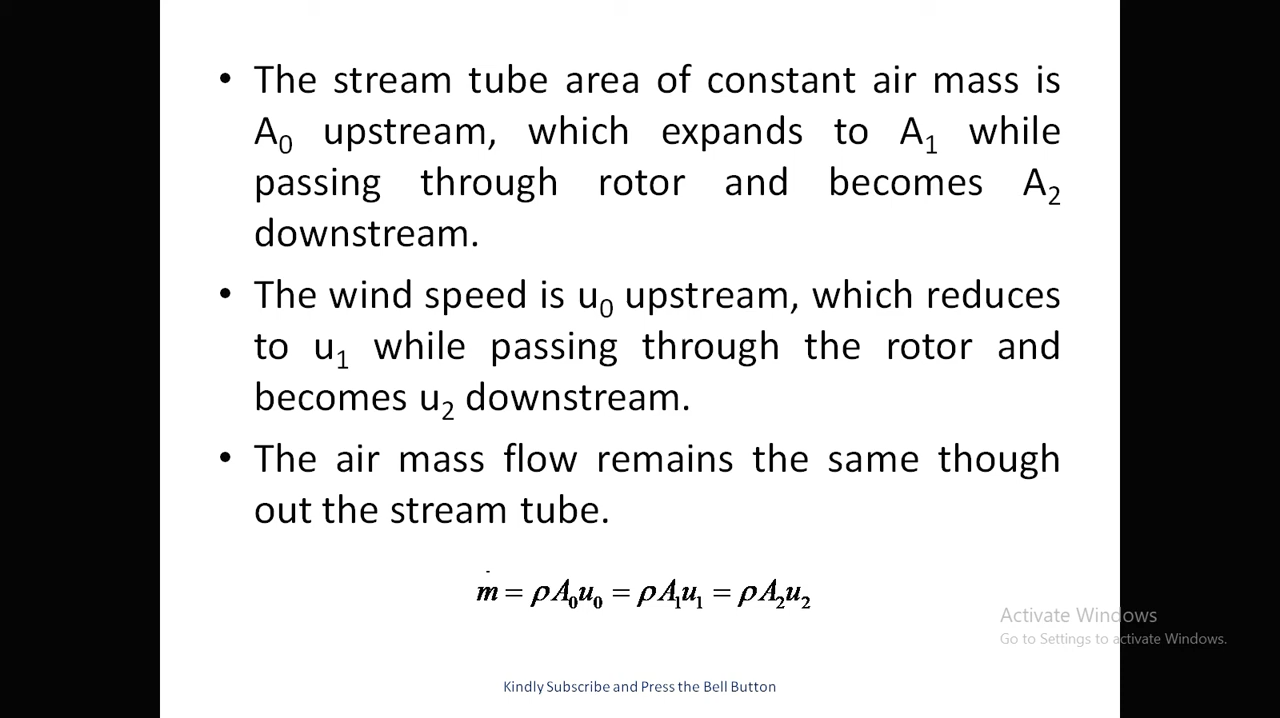 • The stream tube area of constant air mass is
A₀ upstream, which expands to A₁ while
passing through rotor and becomes A₂
downstream.
• The wind speed is u₀ upstream, which reduces
to u₁ while passing through the rotor and
becomes u₂ downstream.
• The air mass flow remains the same though
out the stream tube.
ṁ = ρA₀u₀ = ρA₁u₁ = ρA₂u₂
Activate Windows
Go to Settings to activate Windows.
Kindly Subscribe and Press the Bell Button